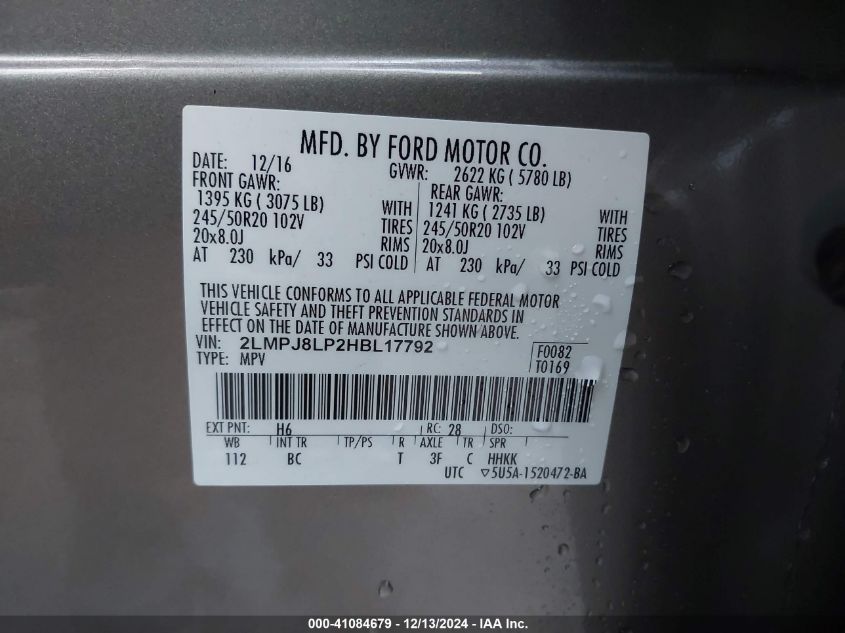 MFD. BY FORD MOTOR CO.
DATE: 12/16 GVWR: 2622 KG ( 5780 LB)
FRONT GAWR: REAR GAWR:
1395 KG ( 3075 LB) WITH 1241 KG ( 2735 LB) WITH
245/50R20 102V TIRES 245/50R20 102V TIRES
20x8.0J RIMS 20x8.0J RIMS
AT 230 kPa/ 33 PSI COLD AT 230 kPa/ 33 PSI COLD
THIS VEHICLE CONFORMS TO ALL APPLICABLE FEDERAL MOTOR
VEHICLE SAFETY AND THEFT PREVENTION STANDARDS IN
EFFECT ON THE DATE OF MANUFACTURE SHOWN ABOVE.
VIN: 2LMPJ8LP2HBL17792 F0082
TYPE: MPV T0169
EXT PNT: H6 RC: 28 DSO:
WB INT TR TP/PS R AXLE TR SPR
112 BC T 3F C HHKK
UTC ▽5U5A-1520472-BA
000-41084679 - 12/13/2024 - IAA Inc.